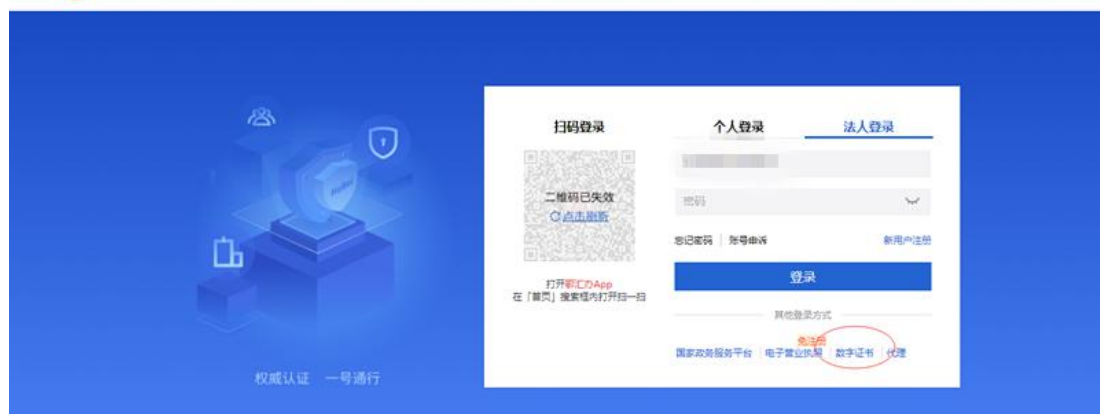 扫码登录
个人登录
法人登录
二维码已失效
点击刷新
密码
忘记密码
账号申诉
新用户注册
登录
打开鄂汇办App
在「首页」搜索框内打开扫一扫
其他登录方式
免注册
国家政务服务平台
电子营业执照
数字证书
代理
权威认证 一号通行